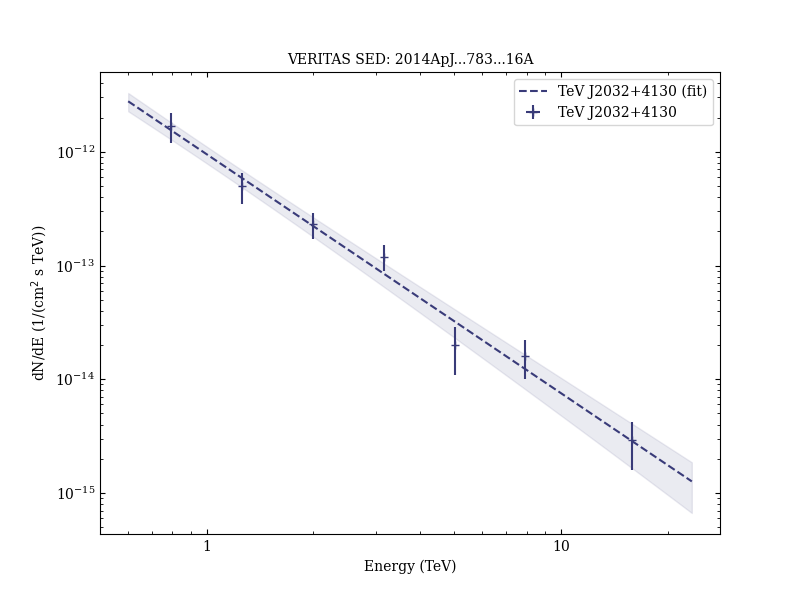 VERITAS SED: 2014ApJ...783...16A
TeV J2032+4130 (fit)
TeV J2032+4130
10⁻¹²
10⁻¹³
10⁻¹⁴
10⁻¹⁵
dN/dE (1/(cm² s TeV))
1 10
Energy (TeV)